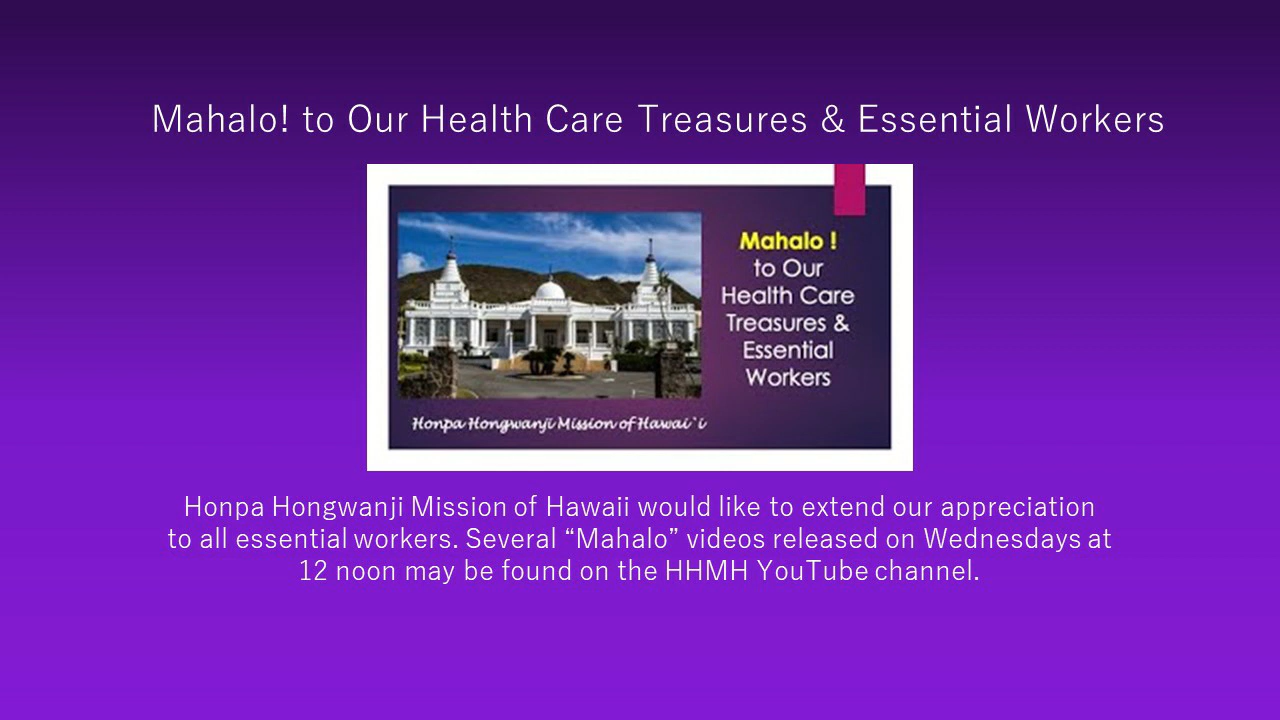 Mahalo! to Our Health Care Treasures & Essential Workers
Mahalo !
to Our
Health Care
Treasures &
Essential
Workers
Honpa Hongwanji Mission of Hawai`i
Honpa Hongwanji Mission of Hawaii would like to extend our appreciation
to all essential workers. Several “Mahalo” videos released on Wednesdays at
12 noon may be found on the HHMH YouTube channel.